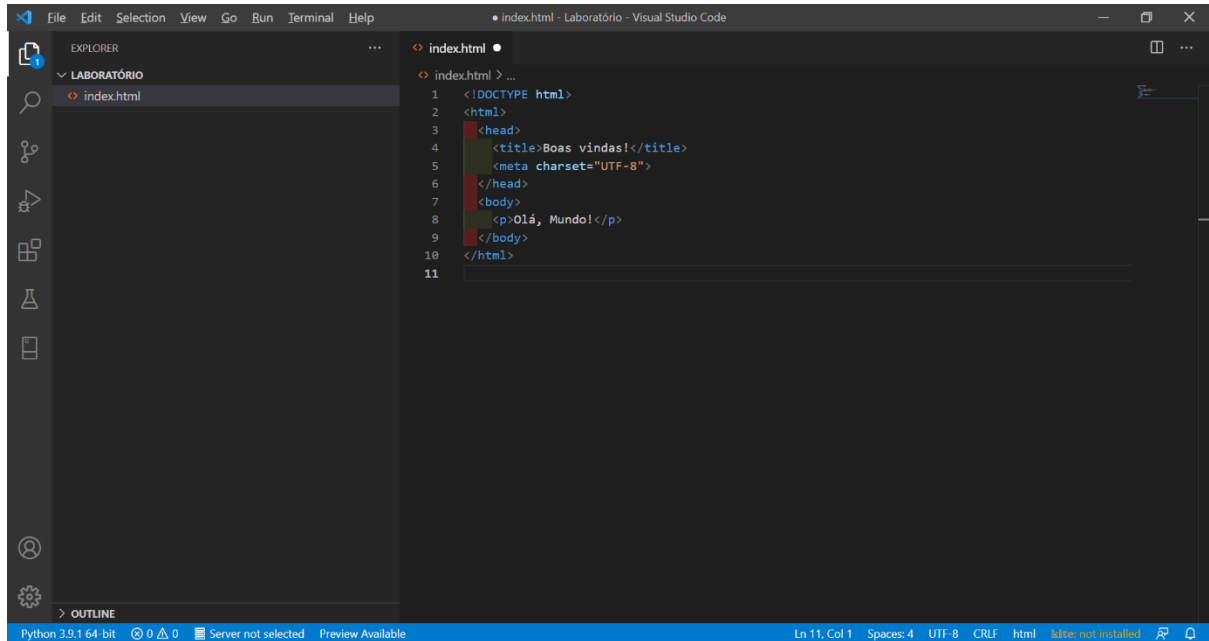 File Edit Selection View Go Run Terminal Help ● index.html - Laboratório - Visual Studio Code
EXPLORER
LABORATÓRIO
index.html
1
index.html ●
index.html > ...
1 <!DOCTYPE html>
2 <html>
3 <head>
4 <title>Boas vindas!</title>
5 <meta charset="UTF-8">
6 </head>
7 <body>
8 <p>Olá, Mundo!</p>
9 </body>
10 </html>
11
OUTLINE
Python 3.9.1 64-bit 0 0 Server not selected Preview Available Ln 11, Col 1 Spaces: 4 UTF-8 CRLF html kite: not installed